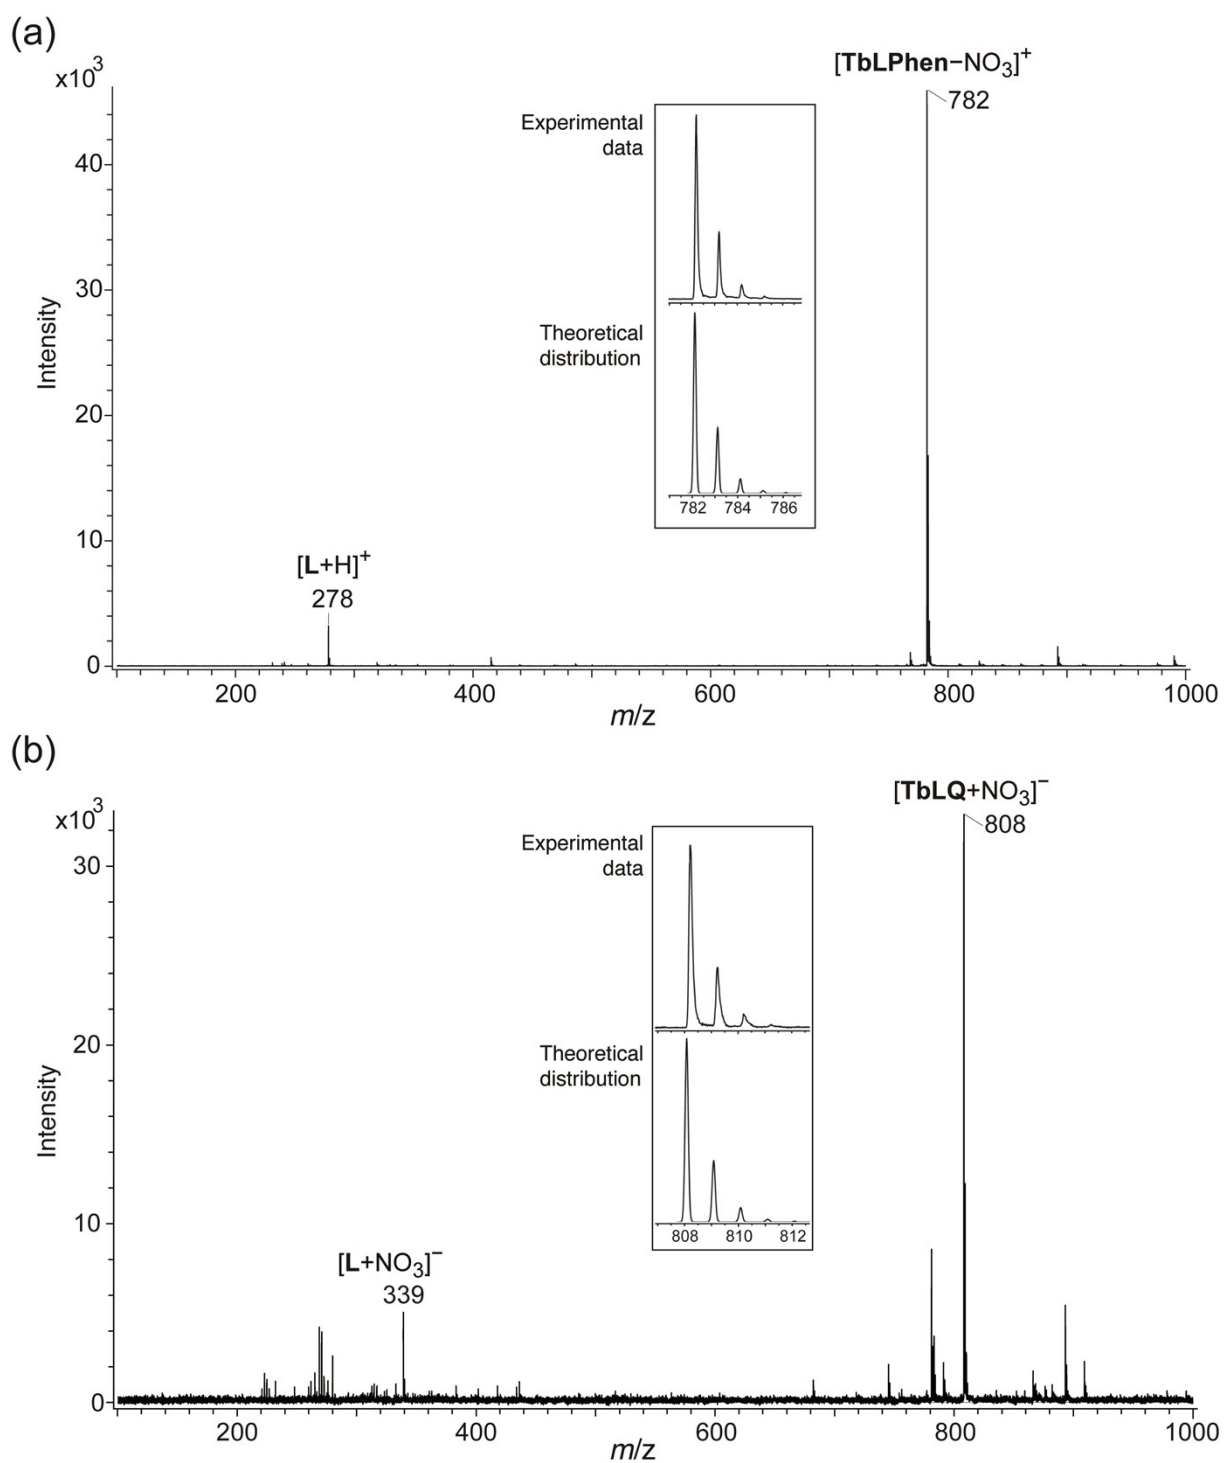 (a)
x10³
[TbLPhen−NO₃]⁺
782
Experimental
data
40
30
Theoretical
distribution
Intensity
20
782 784 786
10
[L+H]⁺
278
0
200 400 600 800 1000
m/z
(b)
[TbLQ+NO₃]⁻
x10³
808
Experimental
data
30
20
Theoretical
distribution
Intensity
808 810 812
10
[L+NO₃]⁻
339
0
200 400 600 800 1000
m/z